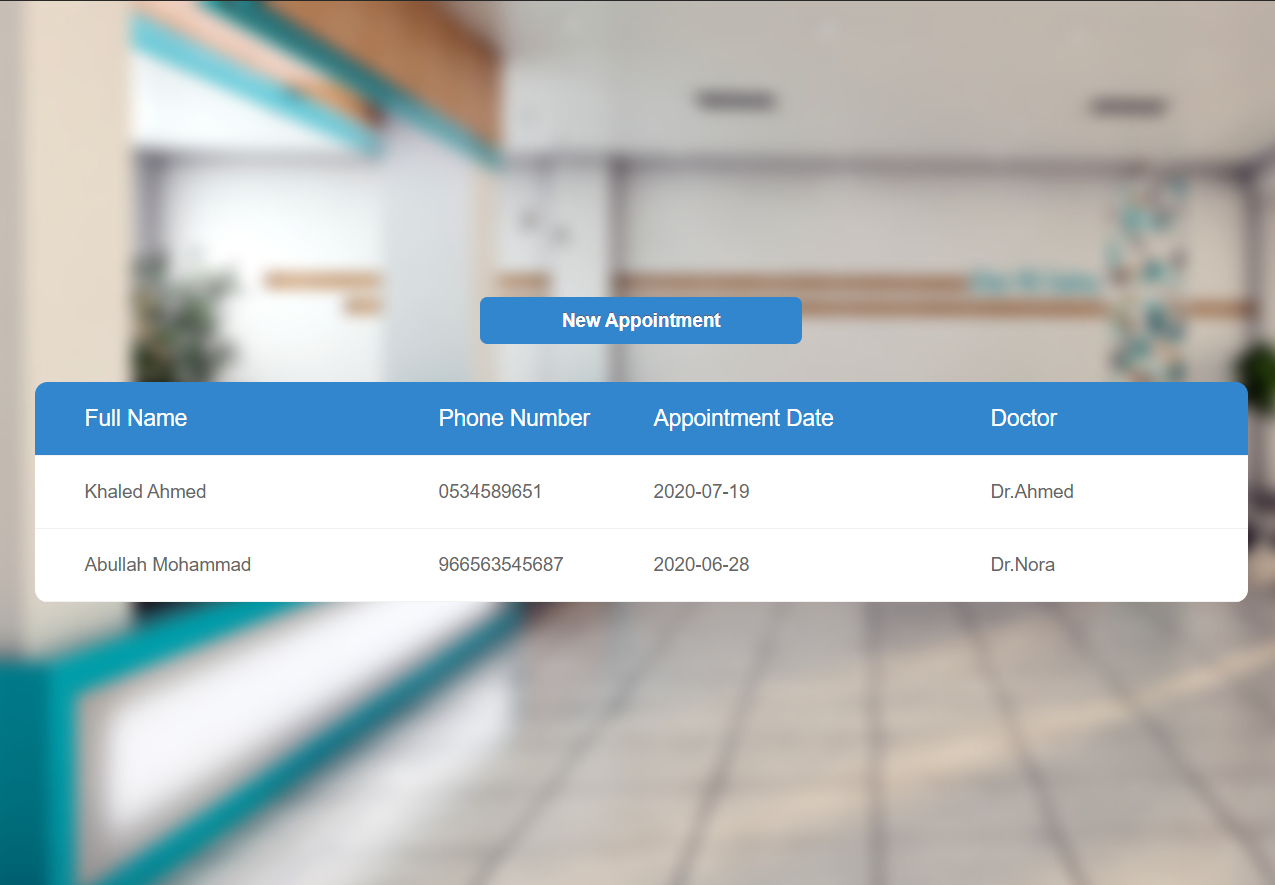 New Appointment
Full Name Phone Number Appointment Date Doctor
Khaled Ahmed 0534589651 2020-07-19 Dr.Ahmed
Abullah Mohammad 966563545687 2020-06-28 Dr.Nora